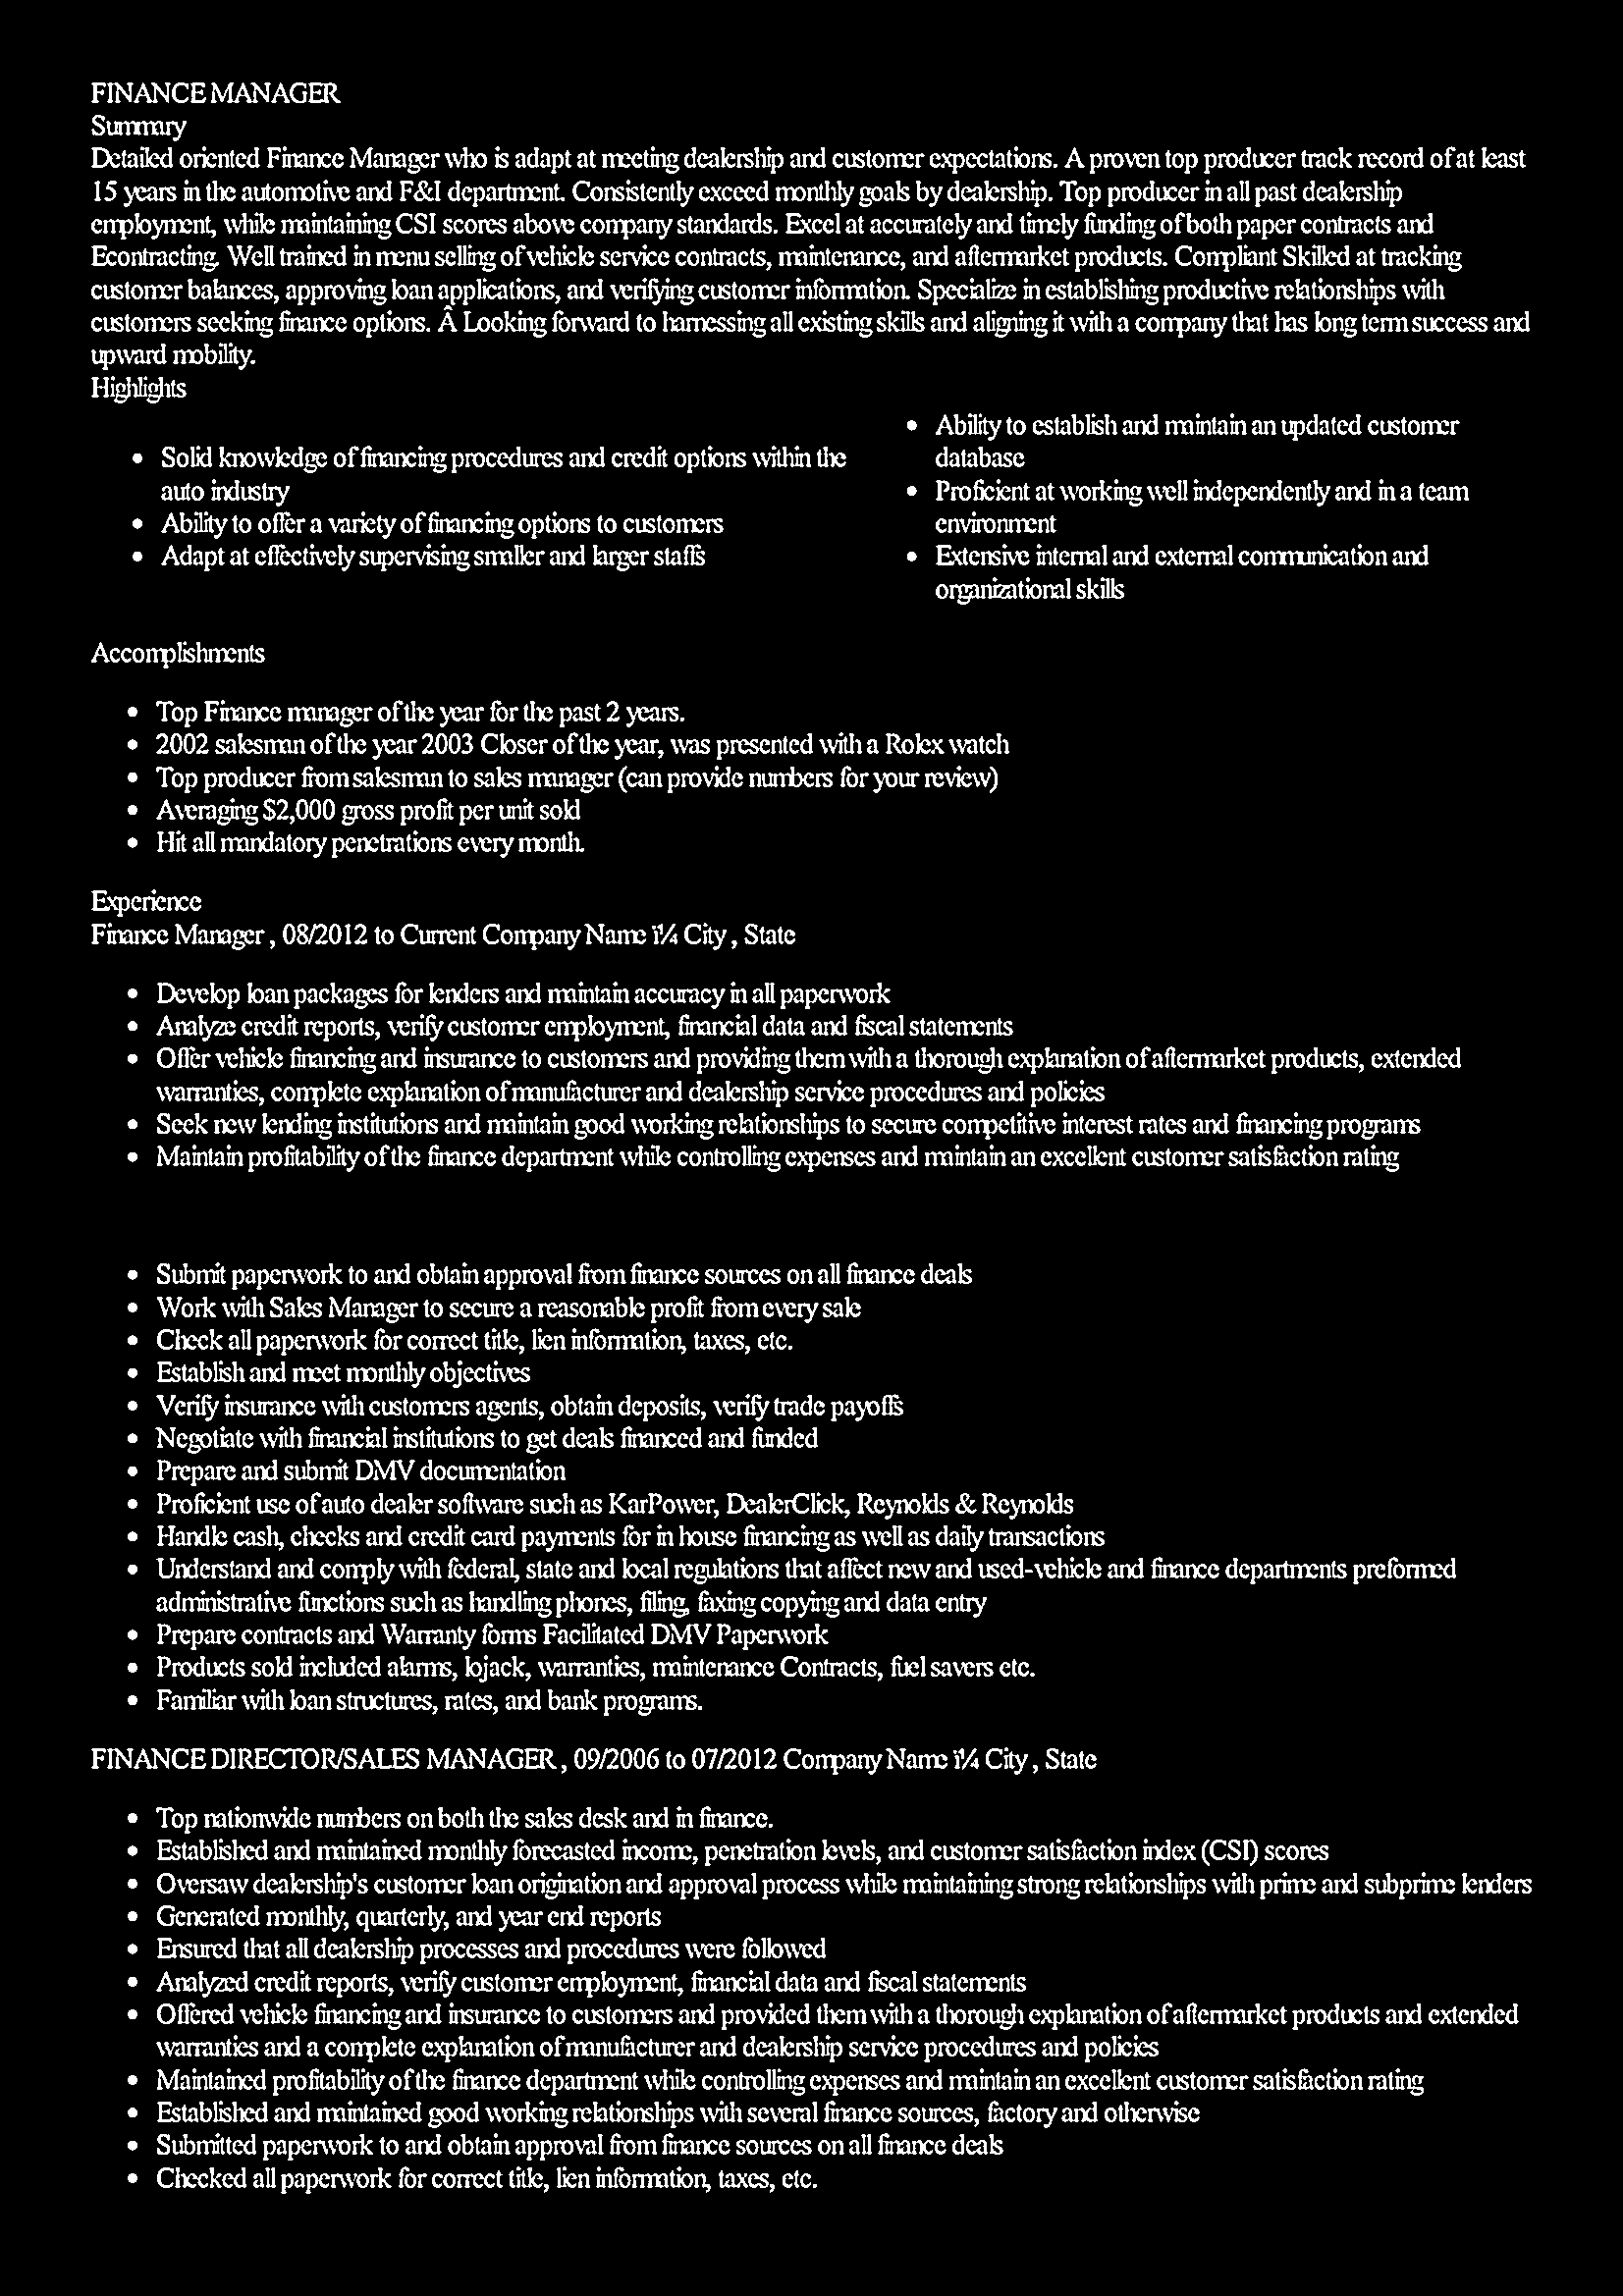 FINANCE MANAGER
Summary
Detailed oriented Finance Manager who is adapt at meeting dealership and customer expectations. A proven top producer track record of at least
15 years in the automotive and F&I department. Consistently exceed monthly goals by dealership. Top producer in all past dealership
employment, while maintaining CSI scores above company standards. Excel at accurately and timely funding of both paper contracts and
Econtracting. Well trained in menu selling of vehicle service contracts, maintenance, and aftermarket products. Compliant Skilled at tracking
customer balances, approving loan applications, and verifying customer information. Specialize in establishing productive relationships with
customers seeking finance options. Â Looking forward to harnessing all existing skills and aligning it with a company that has long term success and
upward mobility.
Highlights
• Solid knowledge of financing procedures and credit options within the
auto industry
• Ability to offer a variety of financing options to customers
• Adapt at effectively supervising smaller and larger staffs
• Ability to establish and maintain an updated customer
database
• Proficient at working well independently and in a team
environment
• Extensive internal and external communication and
organizational skills
Accomplishments
• Top Finance manager of the year for the past 2 years.
• 2002 salesman of the year 2003 Closer of the year, was presented with a Rolex watch
• Top producer from salesman to sales manager (can provide numbers for your review)
• Averaging $2,000 gross profit per unit sold
• Hit all mandatory penetrations every month.
Experience
Finance Manager , 08/2012 to Current Company Name ï¼ City , State
• Develop loan packages for lenders and maintain accuracy in all paperwork
• Analyze credit reports, verify customer employment, financial data and fiscal statements
• Offer vehicle financing and insurance to customers and providing them with a thorough explanation of aftermarket products, extended
warranties, complete explanation of manufacturer and dealership service procedures and policies
• Seek new lending institutions and maintain good working relationships to secure competitive interest rates and financing programs
• Maintain profitability of the finance department while controlling expenses and maintain an excellent customer satisfaction rating
• Submit paperwork to and obtain approval from finance sources on all finance deals
• Work with Sales Manager to secure a reasonable profit from every sale
• Check all paperwork for correct title, lien information, taxes, etc.
• Establish and meet monthly objectives
• Verify insurance with customers agents, obtain deposits, verify trade payoffs
• Negotiate with financial institutions to get deals financed and funded
• Prepare and submit DMV documentation
• Proficient use of auto dealer software such as KarPower, DealerClick, Reynolds & Reynolds
• Handle cash, checks and credit card payments for in house financing as well as daily transactions
• Understand and comply with federal, state and local regulations that affect new and used-vehicle and finance departments preformed
administrative functions such as handling phones, filing, faxing copying and data entry
• Prepare contracts and Warranty forms Facilitated DMV Paperwork
• Products sold included alarms, lojack, warranties, maintenance Contracts, fuel savers etc.
• Familiar with loan structures, rates, and bank programs.
FINANCE DIRECTOR/SALES MANAGER , 09/2006 to 07/2012 Company Name ï¼ City , State
• Top nationwide numbers on both the sales desk and in finance.
• Established and maintained monthly forecasted income, penetration levels, and customer satisfaction index (CSI) scores
• Oversaw dealership's customer loan origination and approval process while maintaining strong relationships with prime and subprime lenders
• Generated monthly, quarterly, and year end reports
• Ensured that all dealership processes and procedures were followed
• Analyzed credit reports, verify customer employment, financial data and fiscal statements
• Offered vehicle financing and insurance to customers and provided them with a thorough explanation of aftermarket products and extended
warranties and a complete explanation of manufacturer and dealership service procedures and policies
• Maintained profitability of the finance department while controlling expenses and maintain an excellent customer satisfaction rating
• Established and maintained good working relationships with several finance sources, factory and otherwise
• Submitted paperwork to and obtain approval from finance sources on all finance deals
• Checked all paperwork for correct title, lien information, taxes, etc.